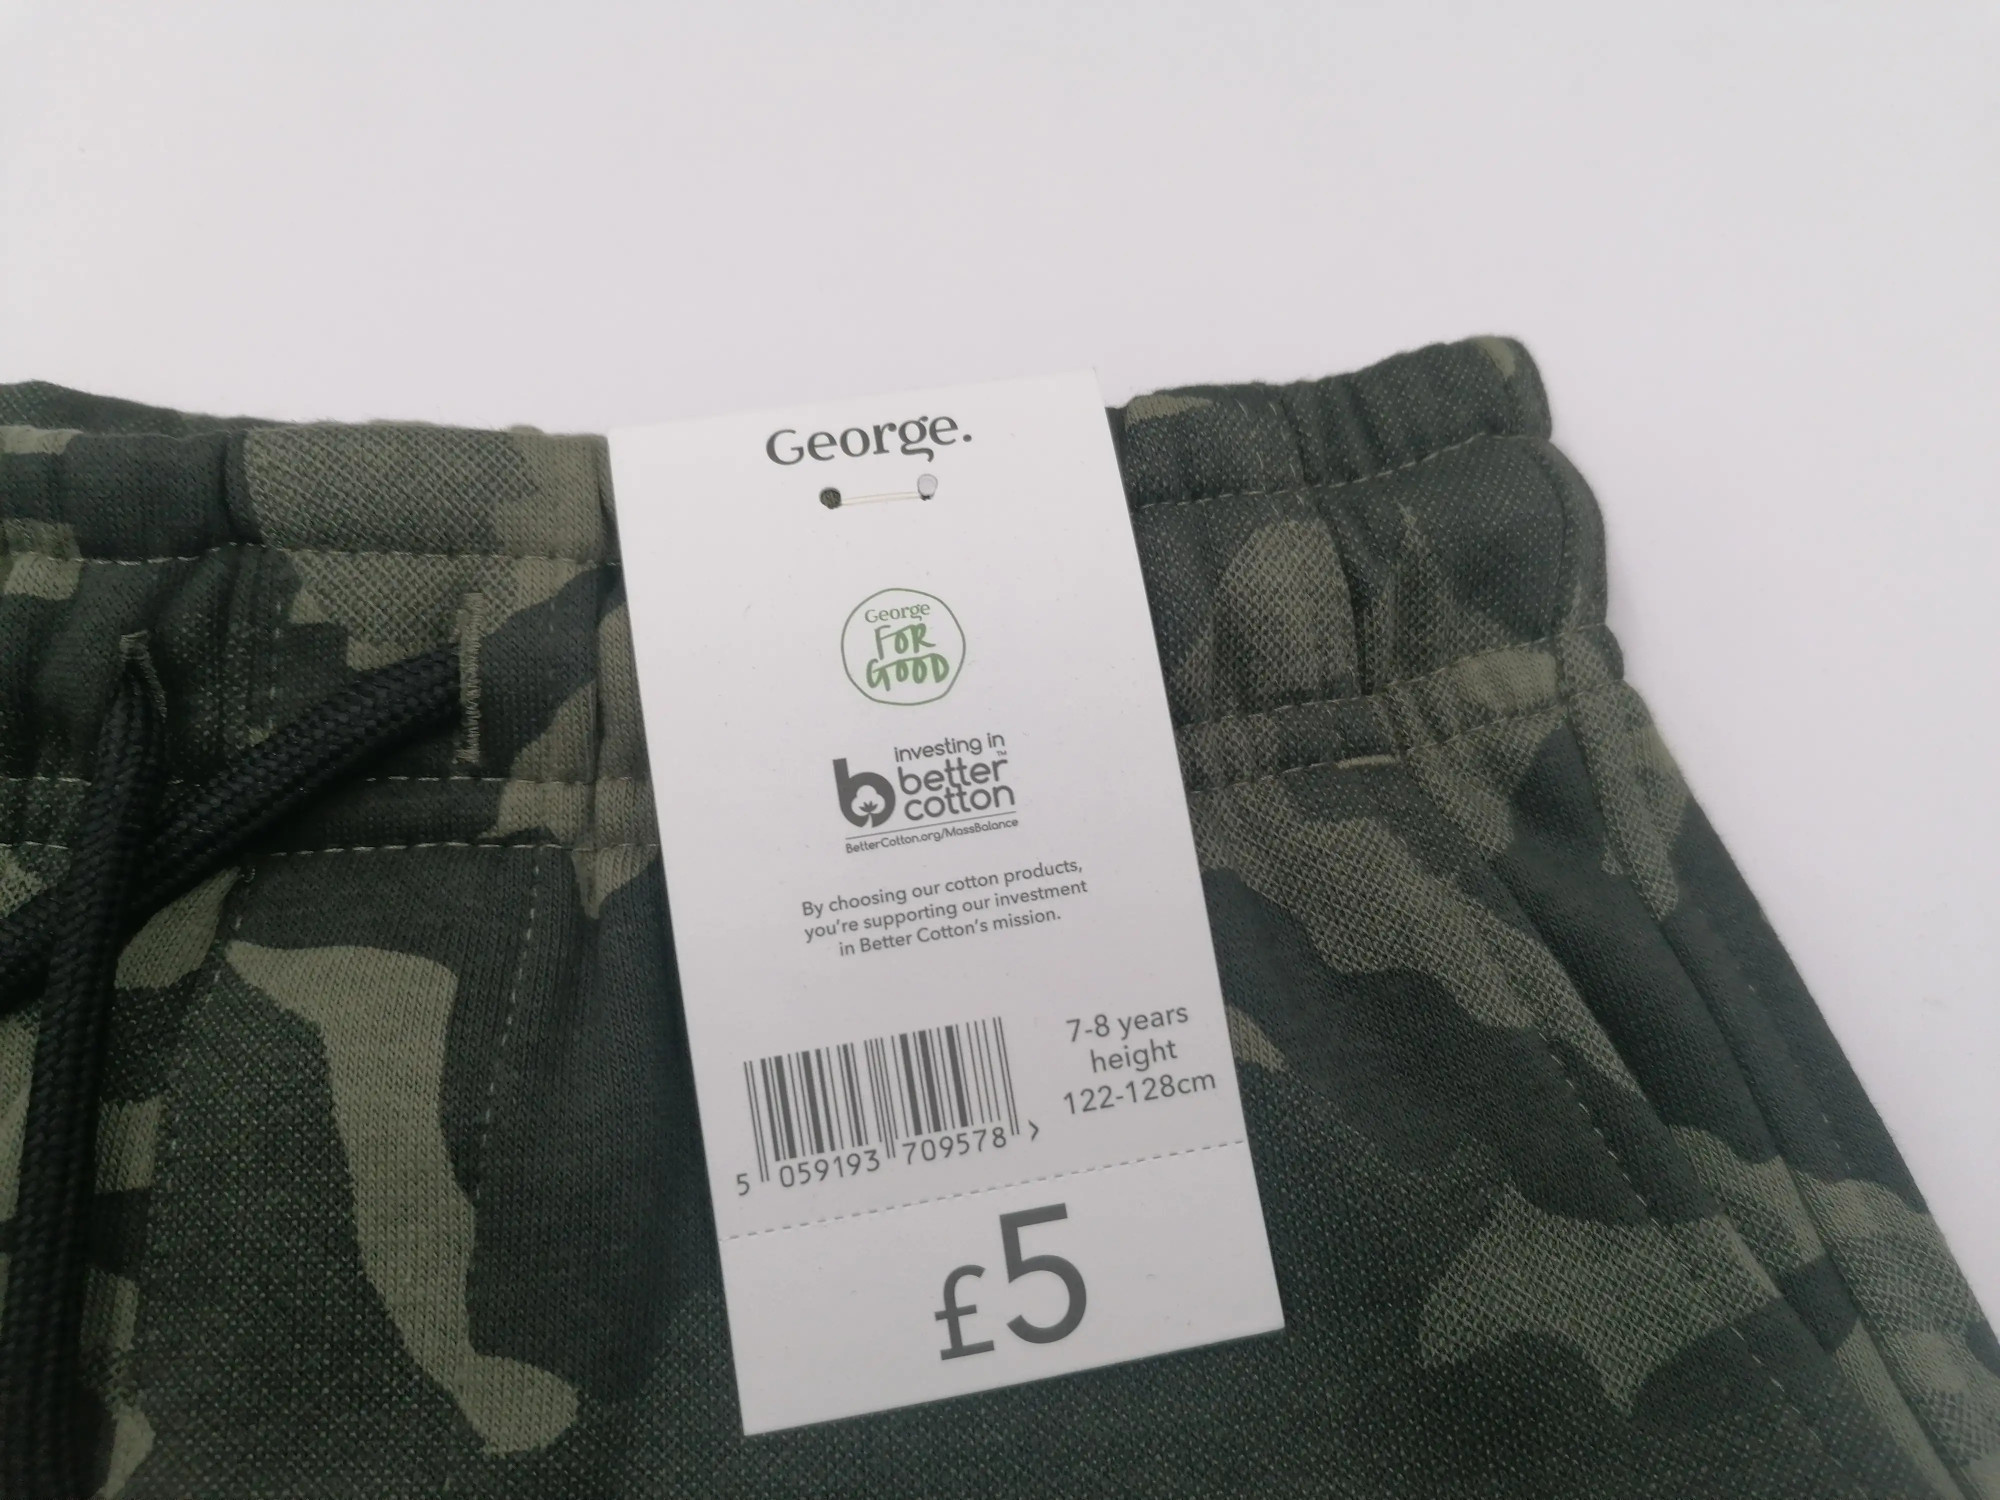 George.
George
FOR
GOOD
investing in
better™
cotton
BetterCotton.org/MassBalance
By choosing our cotton products,
you're supporting our investment
in Better Cotton's mission.
7-8 years
height
122-128cm
5 059193 709578 >
£5